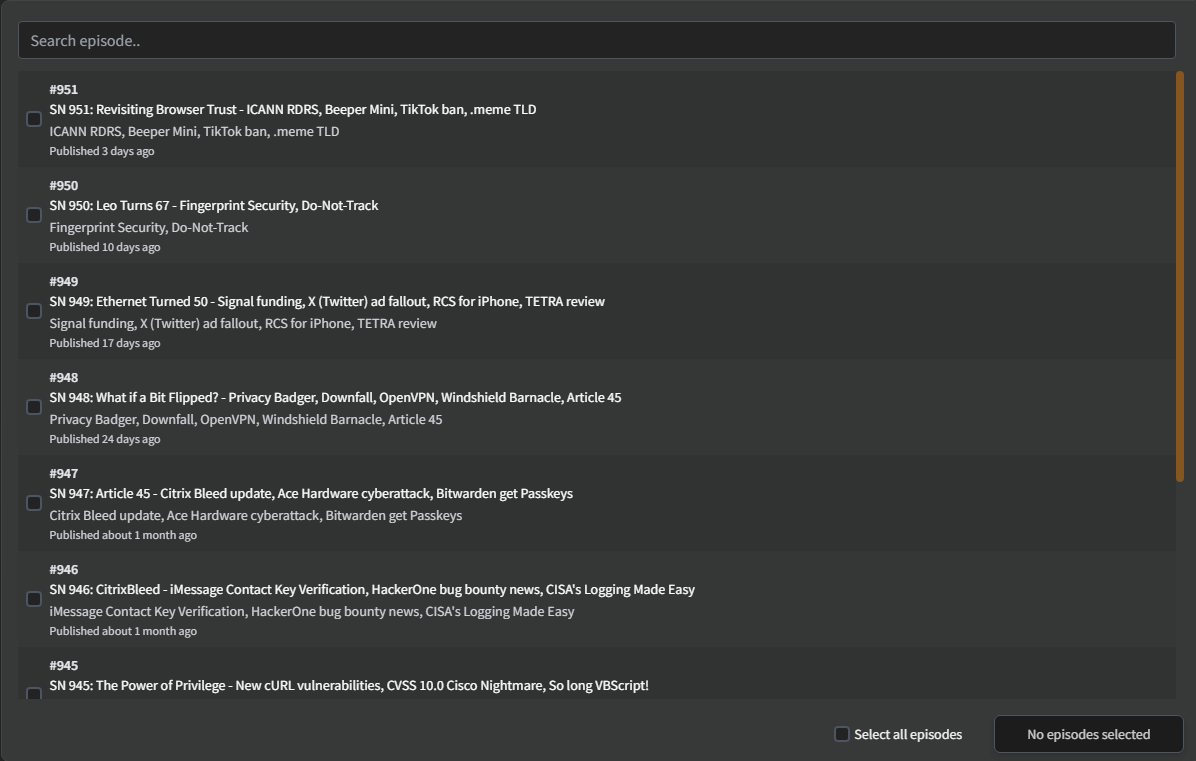 Search episode..
#951
SN 951: Revisiting Browser Trust - ICANN RDRS, Beeper Mini, TikTok ban, .meme TLD
ICANN RDRS, Beeper Mini, TikTok ban, .meme TLD
Published 3 days ago
#950
SN 950: Leo Turns 67 - Fingerprint Security, Do-Not-Track
Fingerprint Security, Do-Not-Track
Published 10 days ago
#949
SN 949: Ethernet Turned 50 - Signal funding, X (Twitter) ad fallout, RCS for iPhone, TETRA review
Signal funding, X (Twitter) ad fallout, RCS for iPhone, TETRA review
Published 17 days ago
#948
SN 948: What if a Bit Flipped? - Privacy Badger, Downfall, OpenVPN, Windshield Barnacle, Article 45
Privacy Badger, Downfall, OpenVPN, Windshield Barnacle, Article 45
Published 24 days ago
#947
SN 947: Article 45 - Citrix Bleed update, Ace Hardware cyberattack, Bitwarden get Passkeys
Citrix Bleed update, Ace Hardware cyberattack, Bitwarden get Passkeys
Published about 1 month ago
#946
SN 946: CitrixBleed - iMessage Contact Key Verification, HackerOne bug bounty news, CISA's Logging Made Easy
iMessage Contact Key Verification, HackerOne bug bounty news, CISA's Logging Made Easy
Published about 1 month ago
#945
SN 945: The Power of Privilege - New cURL vulnerabilities, CVSS 10.0 Cisco Nightmare, So long VBScript!
Select all episodes
No episodes selected